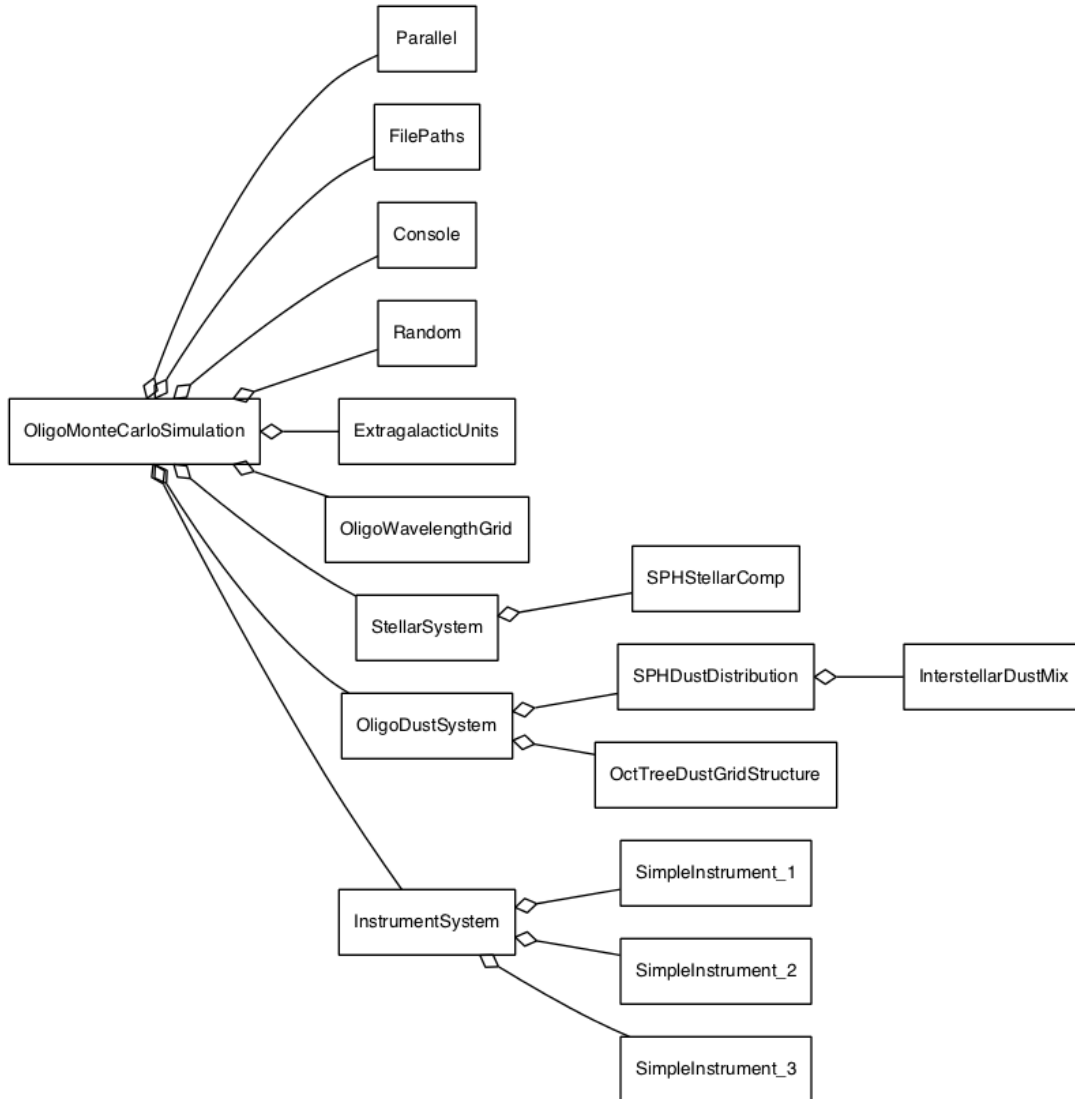 Parallel
FilePaths
Console
Random
OligoMonteCarloSimulation
ExtragalacticUnits
OligoWavelengthGrid
SPHStellarComp
StellarSystem
SPHDustDistribution
InterstellarDustMix
OligoDustSystem
OctTreeDustGridStructure
SimpleInstrument_1
InstrumentSystem
SimpleInstrument_2
SimpleInstrument_3